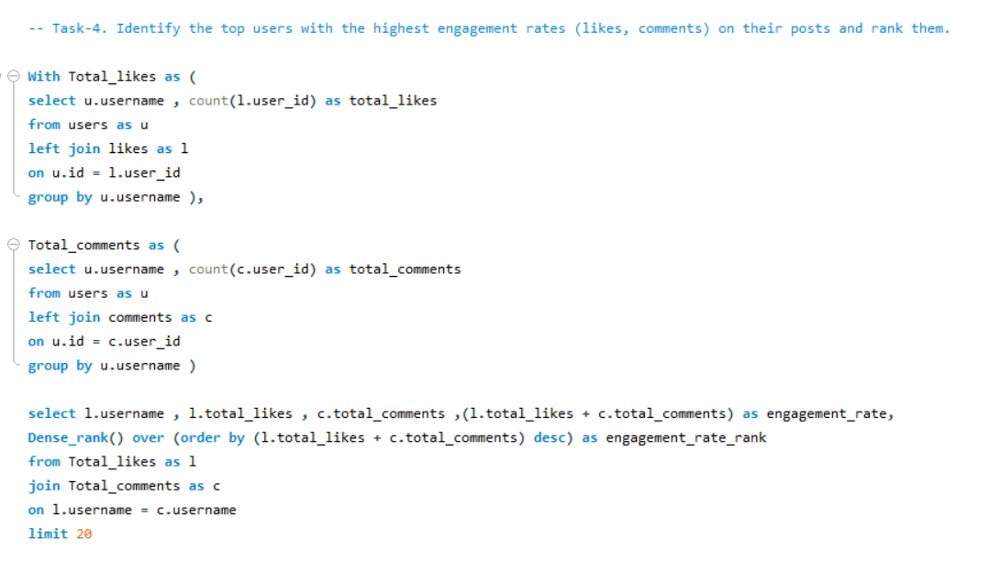 -- Task-4. Identify the top users with the highest engagement rates (likes, comments) on their posts and rank them.
With Total_likes as (
select u.username , count(l.user_id) as total_likes
from users as u
left join likes as l
on u.id = l.user_id
group by u.username ),
Total_comments as (
select u.username , count(c.user_id) as total_comments
from users as u
left join comments as c
on u.id = c.user_id
group by u.username )
select l.username , l.total_likes , c.total_comments ,(l.total_likes + c.total_comments) as engagement_rate,
Dense_rank() over (order by (l.total_likes + c.total_comments) desc) as engagement_rate_rank
from Total_likes as l
join Total_comments as c
on l.username = c.username
limit 20